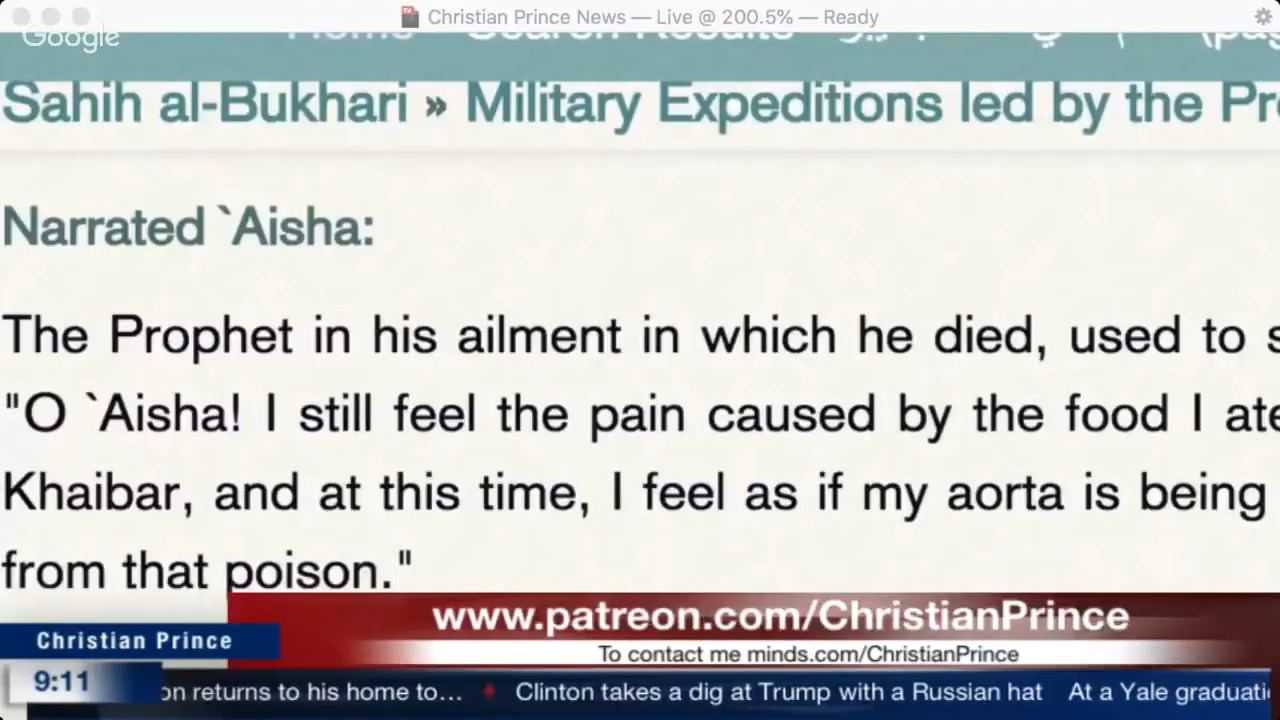 Christian Prince News — Live @ 200.5% — Ready
Google
Home Search Results
Sahih al-Bukhari » Military Expeditions led by the
Narrated `Aisha:
The Prophet in his ailment in which he died, used to
"O `Aisha! I still feel the pain caused by the food I
Khaibar, and at this time, I feel as if my aorta is being
from that poison."
www.patreon.com/ChristianPrince
Christian Prince
To contact me minds.com/ChristianPrince
9:11
on returns to his home to... Clinton takes a dig at Trump with a Russian hat At a Yale